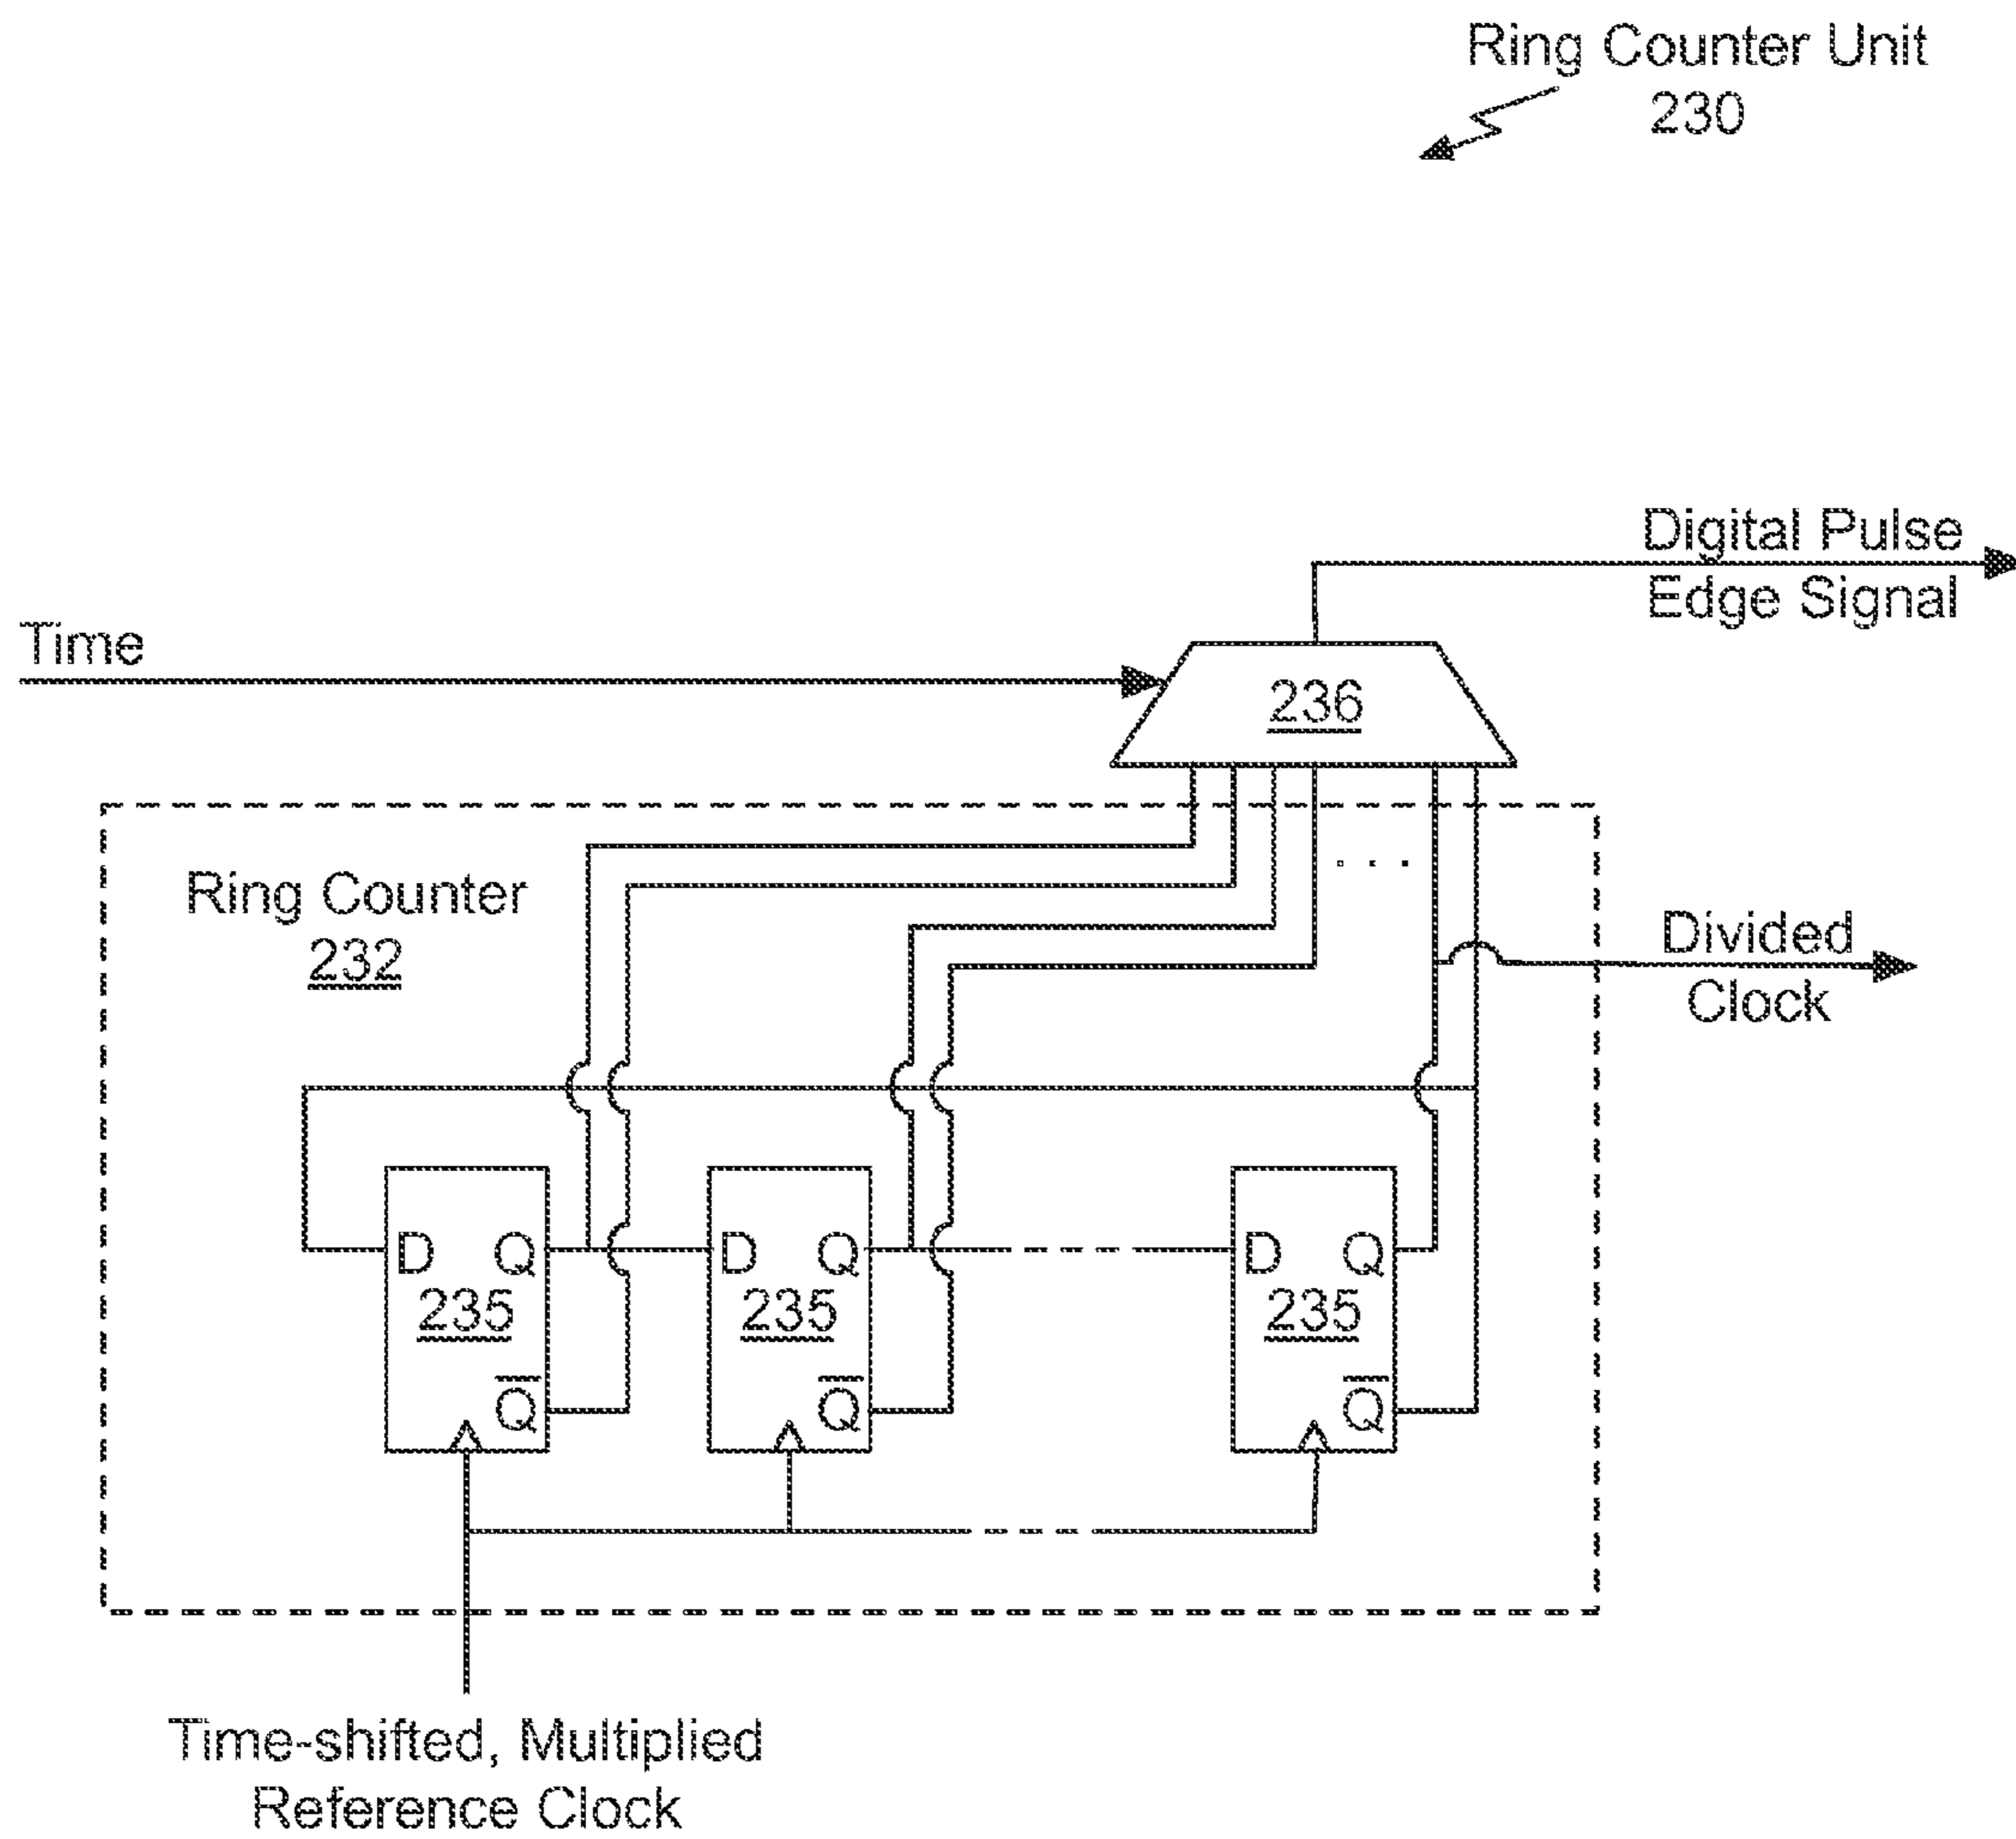 Ring Counter Unit
230
Digital Pulse
Edge Signal
Time
236
Ring Counter
232
Divided
Clock
. . .
D Q D Q D Q
235 235 235
Q̅ Q̅ Q̅
Time-shifted, Multiplied
Reference Clock